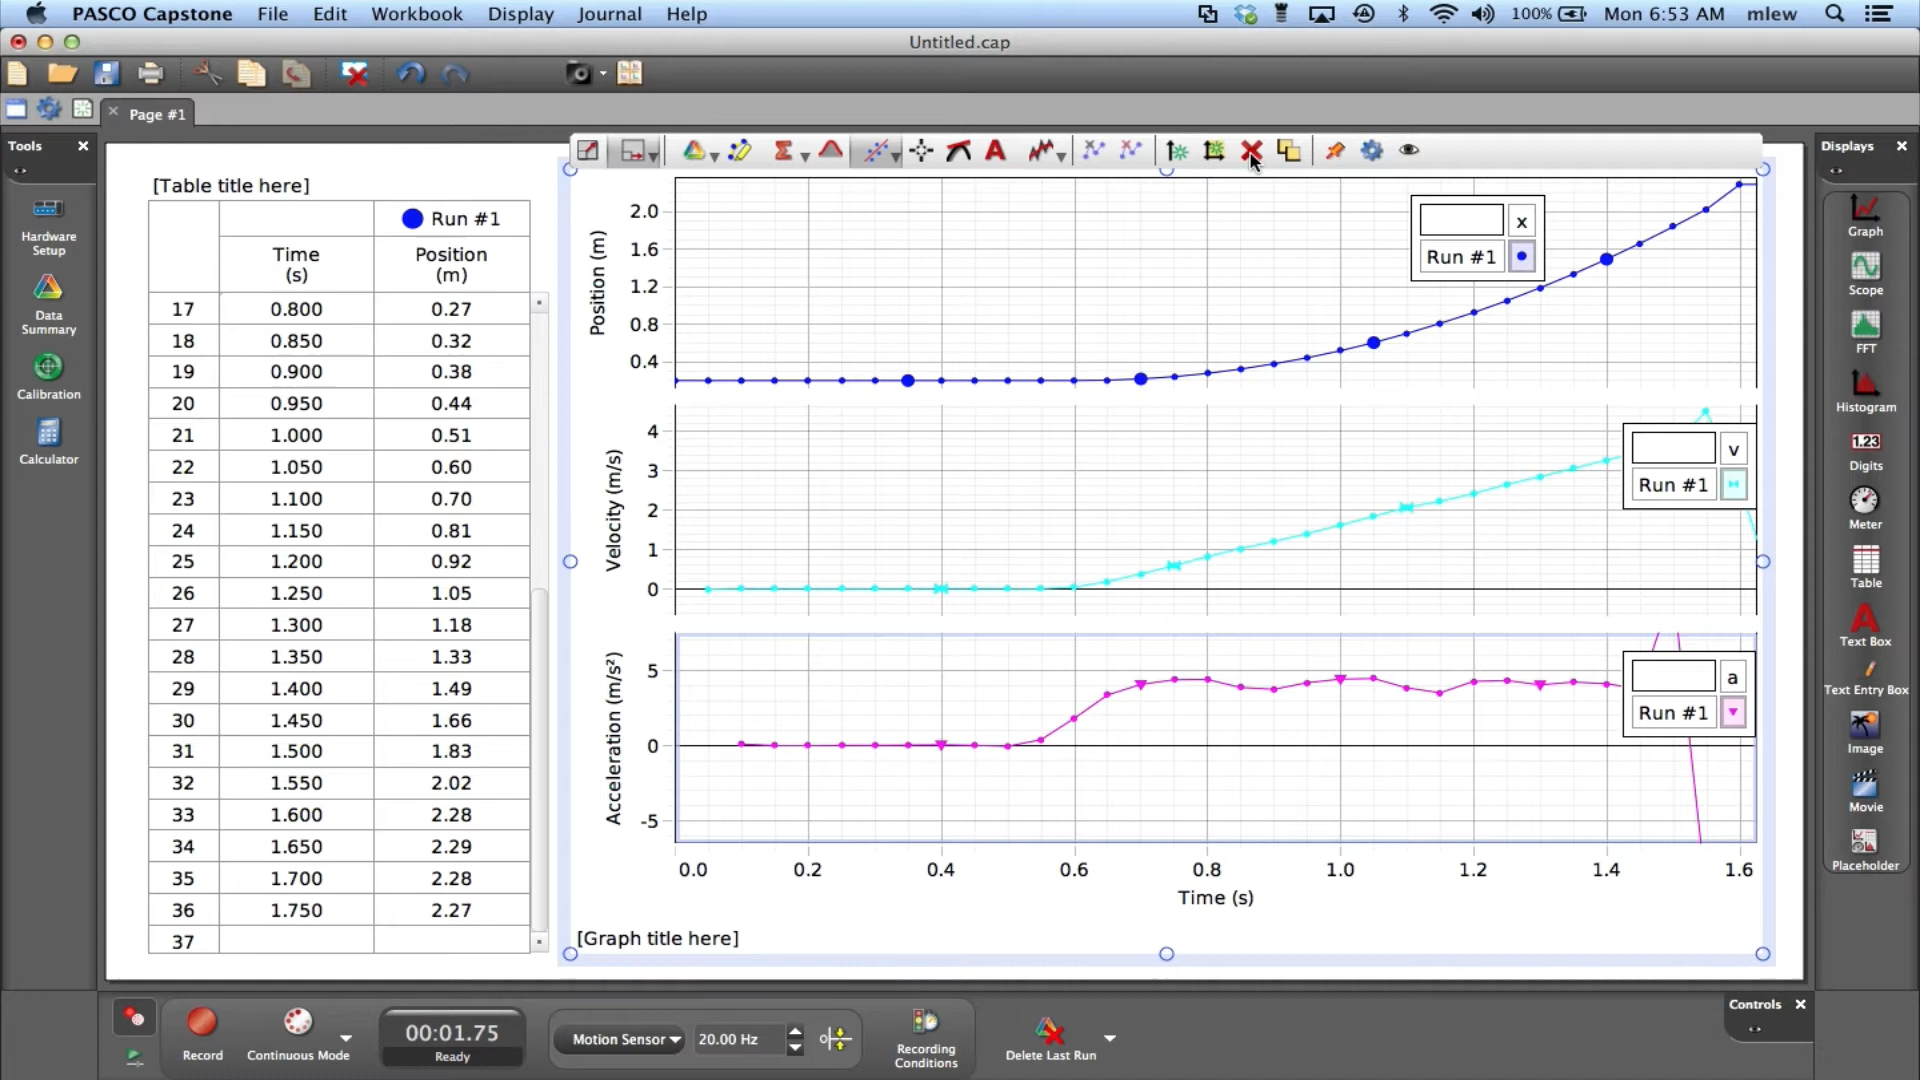 PASCO Capstone File Edit Workbook Display Journal Help 100% Mon 6:53 AM mlew
Untitled.cap
Page #1
Tools
Hardware Setup
Data Summary
Calibration
Calculator
[Table title here]
Run #1
Time (s) Position (m)
17 0.800 0.27
18 0.850 0.32
19 0.900 0.38
20 0.950 0.44
21 1.000 0.51
22 1.050 0.60
23 1.100 0.70
24 1.150 0.81
25 1.200 0.92
26 1.250 1.05
27 1.300 1.18
28 1.350 1.33
29 1.400 1.49
30 1.450 1.66
31 1.500 1.83
32 1.550 2.02
33 1.600 2.28
34 1.650 2.29
35 1.700 2.28
36 1.750 2.27
37
Position (m)
2.0
1.6
1.2
0.8
0.4
x
Run #1
Velocity (m/s)
4
3
2
1
0
v
Run #1
Acceleration (m/s²)
5
0
-5
a
Run #1
0.0 0.2 0.4 0.6 0.8 1.0 1.2 1.4 1.6
Time (s)
[Graph title here]
Displays
Graph
Scope
FFT
Histogram
1.23
Digits
Meter
Table
Text Box
Text Entry Box
Image
Movie
Placeholder
Controls
Record
Continuous Mode
00:01.75
Ready
Motion Sensor 20.00 Hz
Recording Conditions
Delete Last Run